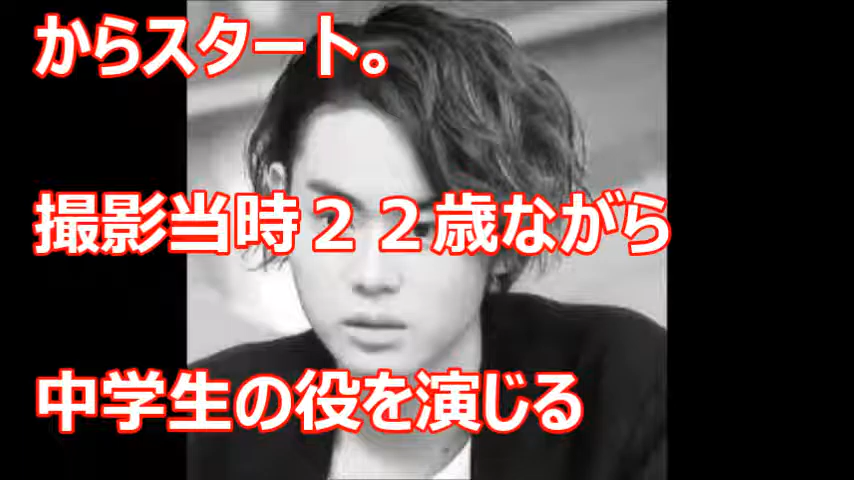 からスタート。
撮影当時２２歳ながら
中学生の役を演じる